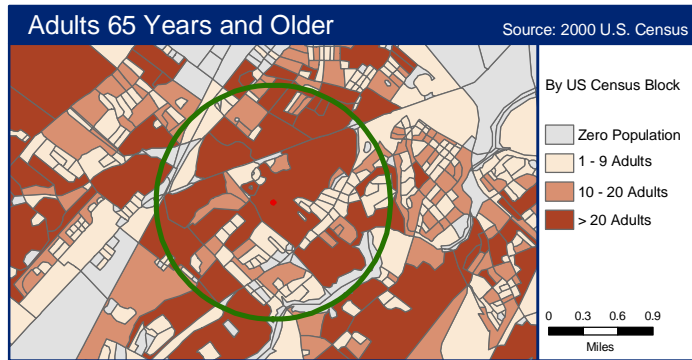 Adults 65 Years and Older
Source: 2000 U.S. Census
By US Census Block
Zero Population
1 - 9 Adults
10 - 20 Adults
> 20 Adults
0 0.3 0.6 0.9
Miles